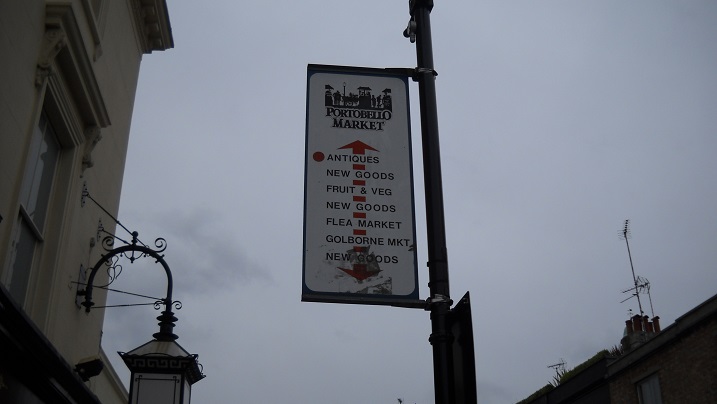 PORTOBELLO
MARKET
ANTIQUES
NEW GOODS
FRUIT & VEG
NEW GOODS
FLEA MARKET
GOLBORNE MKT
NEW GOODS